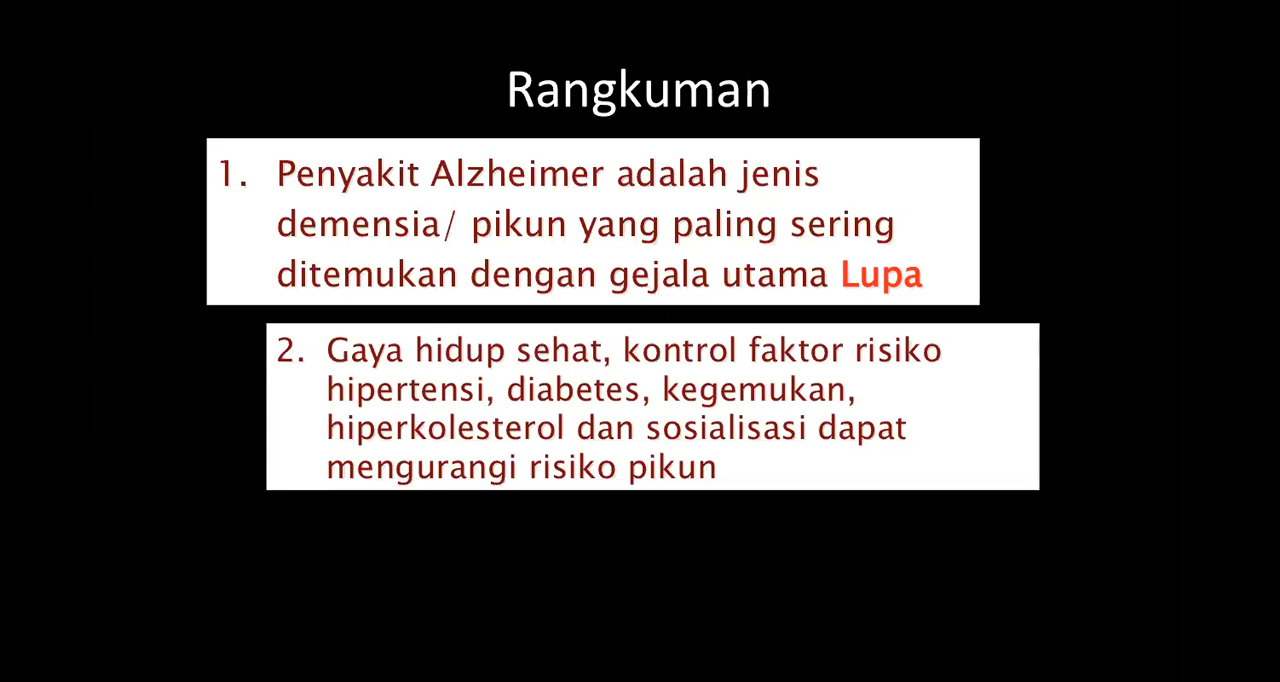 Rangkuman
1. Penyakit Alzheimer adalah jenis
demensia/ pikun yang paling sering
ditemukan dengan gejala utama Lupa
2. Gaya hidup sehat, kontrol faktor risiko
hipertensi, diabetes, kegemukan,
hiperkolesterol dan sosialisasi dapat
mengurangi risiko pikun